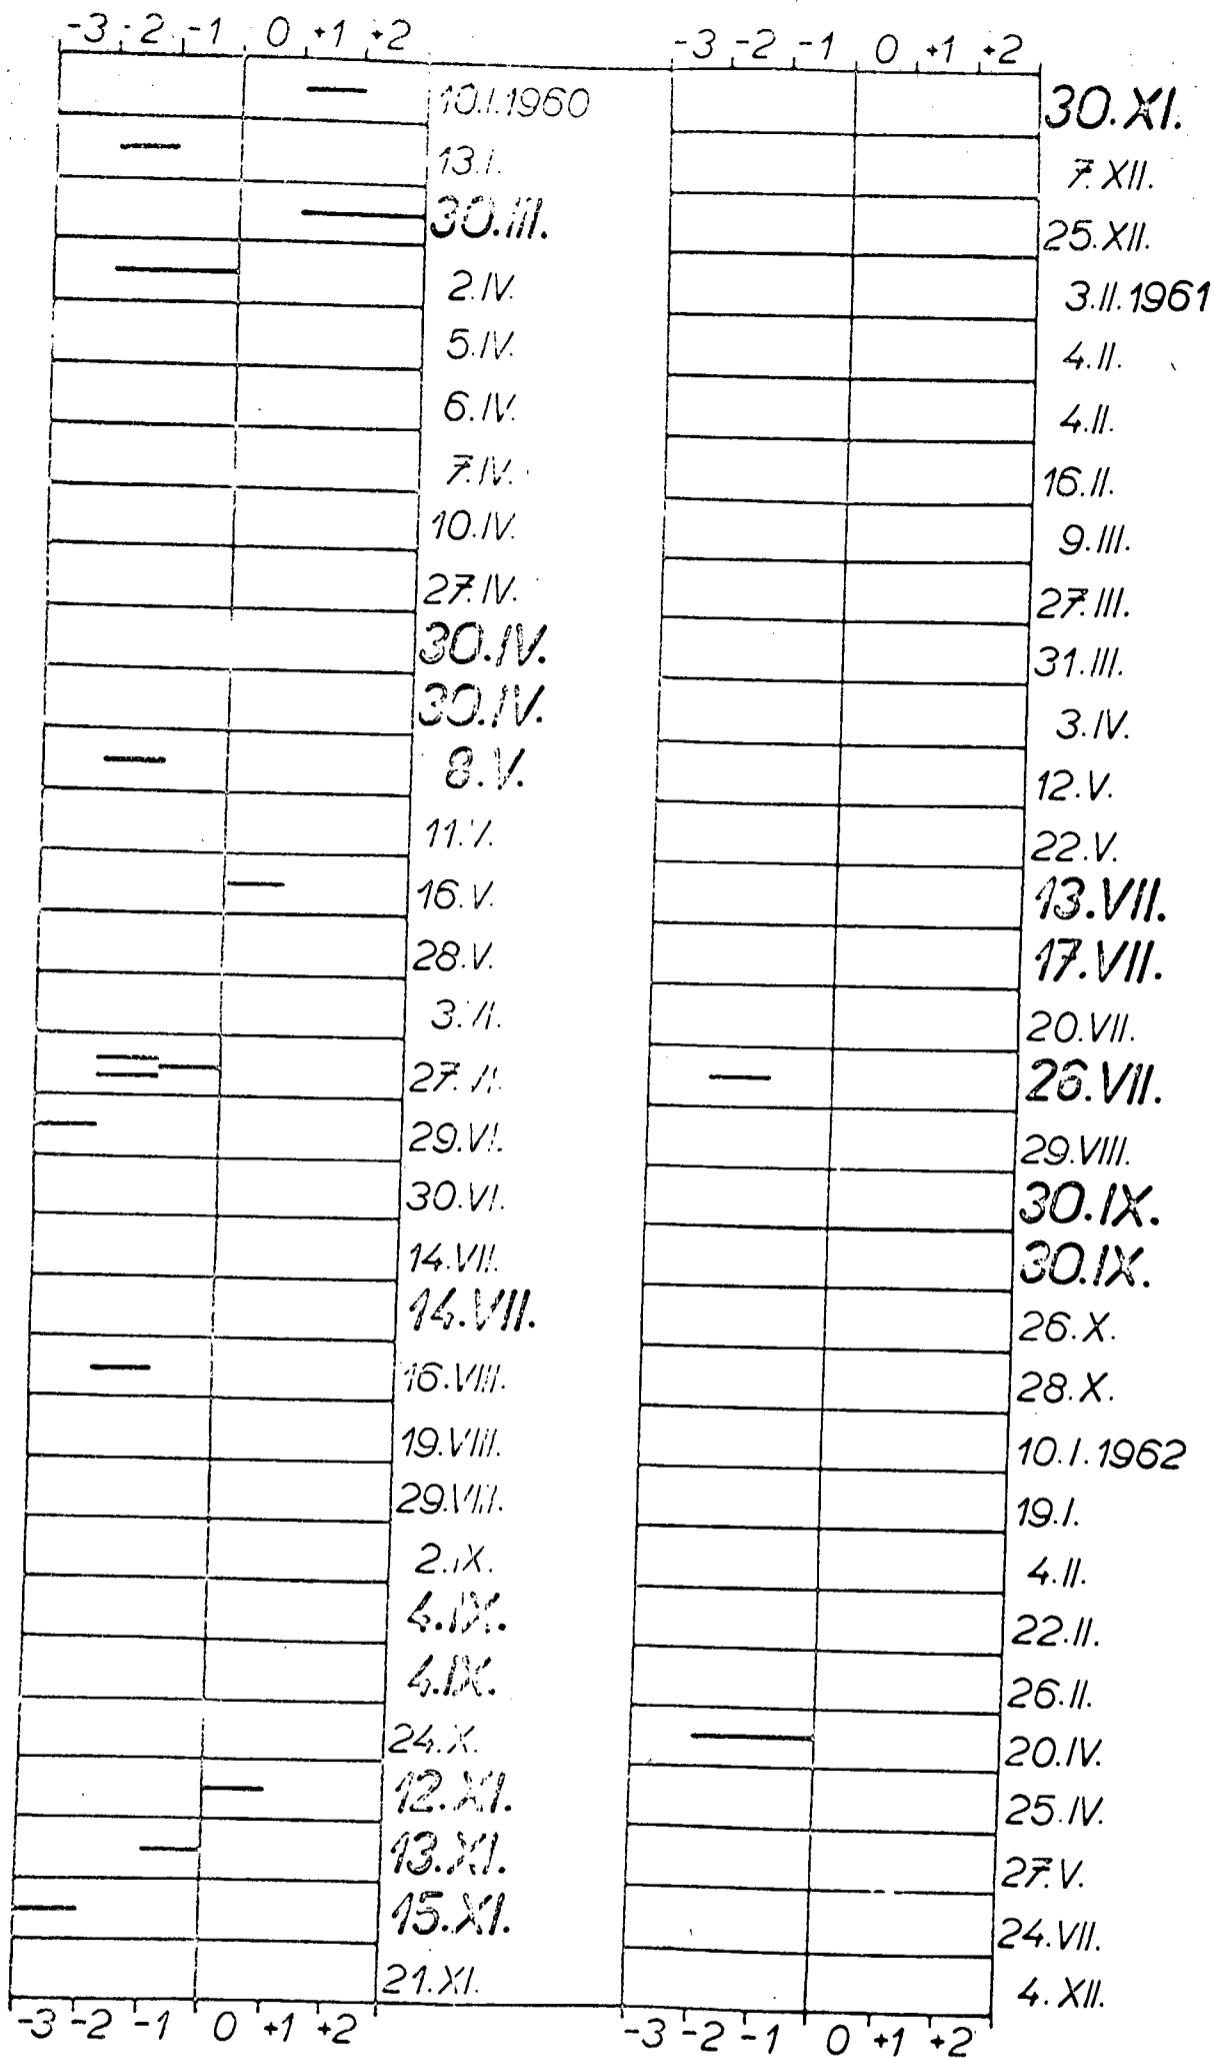 -3 -2 -1 0 +1 +2
10.I.1960
13.I.
30.III.
2.IV.
5.IV.
6.IV.
7.IV.
10.IV.
27.IV.
30.IV.
30.IV.
8.V.
11.V.
16.V.
28.V.
3.VI.
27.VI.
29.VI.
30.VI.
14.VII.
14.VII.
16.VIII.
19.VIII.
29.VIII.
2.IX.
4.IX.
4.IX.
24.X.
12.XI.
13.XI.
15.XI.
21.XI.
-3 -2 -1 0 +1 +2
-3 -2 -1 0 +1 +2
30.XI.
7.XII.
25.XII.
3.II.1961
4.II.
4.II.
16.II.
9.III.
27.III.
31.III.
3.IV.
12.V.
22.V.
13.VII.
17.VII.
20.VII.
26.VII.
29.VIII.
30.IX.
30.IX.
26.X.
28.X.
10.I.1962
19.I.
4.II.
22.II.
26.II.
20.IV.
25.IV.
27.V.
24.VII.
4.XII.
-3 -2 -1 0 +1 +2